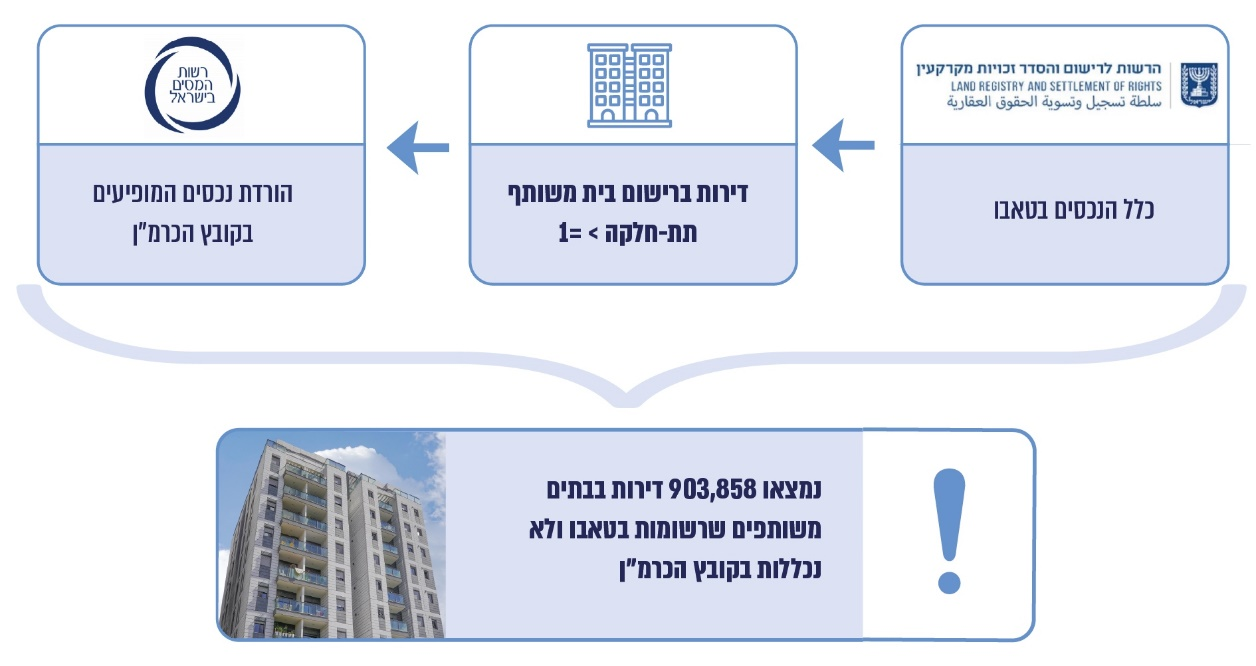 הרשות לרישום והסדר זכויות מקרקעין
LAND REGISTRY AND SETTLEMENT OF RIGHTS
سلطة تسجيل وتسوية الحقوق العقارية
כלל הנכסים בטאבו
דירות ברישום בית משותף
תת-חלקה > =1
רשות
המסים
בישראל
הורדת נכסים המופיעים
בקובץ הכרמ"ן
נמצאו 903,858 דירות בבתים
משותפים שרשומות בטאבו ולא
נכללות בקובץ הכרמ"ן
!